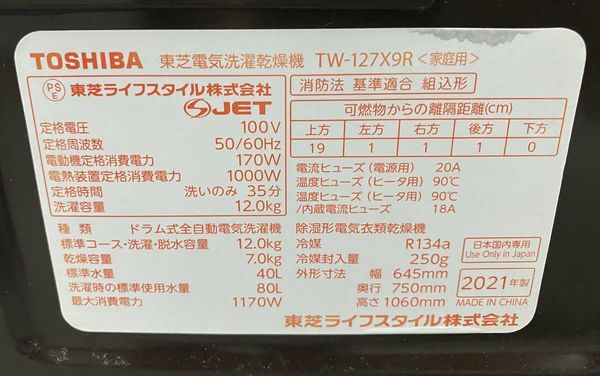 TOSHIBA 東芝電気洗濯乾燥機 TW-127X9R <家庭用>
PS
E
東芝ライフスタイル株式会社
JET
定格電圧 100V
定格周波数 50/60Hz
電動機定格消費電力 170W
電熱装置定格消費電力 1000W
定格時間 洗いのみ 35分
洗濯容量 12.0kg
消防法 基準適合 組込形
可燃物からの離隔距離(cm)
上方 左方 右方 後方 下方
19 1 1 1 0
電流ヒューズ(電源用) 20A
温度ヒューズ(ヒータ用) 90℃
温度ヒューズ(ヒータ用) 90℃
/内蔵電流ヒューズ 18A
種類 ドラム式全自動電気洗濯機
標準コース・洗濯・脱水容量 12.0kg
乾燥容量 7.0kg
標準水量 40L
洗濯時の標準使用水量 80L
最大消費電力 1170W
除湿形電気衣類乾燥機
冷媒 R134a
冷媒封入量 250g
外形寸法 幅 645mm
奥行 750mm
高さ 1060mm
日本国内専用
Use Only in Japan
2021年製
MADE IN CHINA
東芝ライフスタイル株式会社